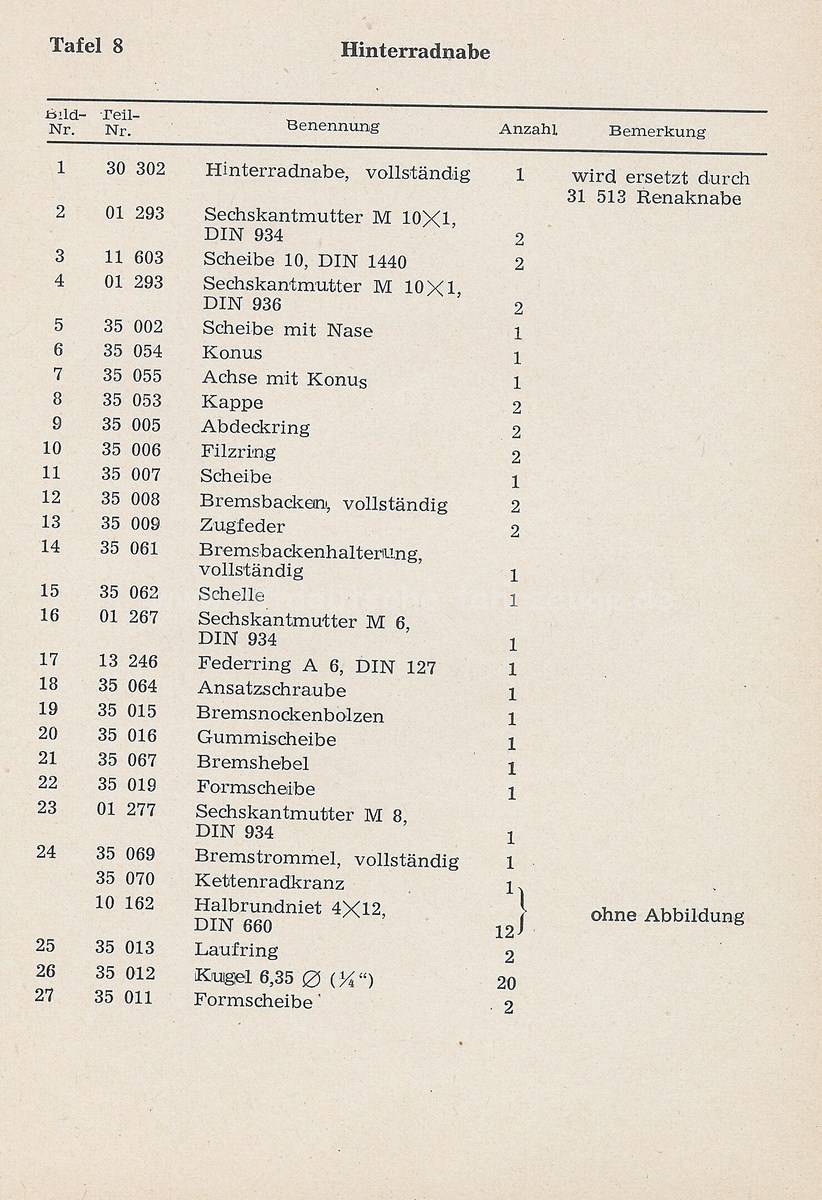 Tafel 8 Hinterradnabe
Bild- Teil-
Nr. Nr. Benennung Anzahl Bemerkung
1 30 302 Hinterradnabe, vollständig 1 wird ersetzt durch
31 513 Renaknabe
2 01 293 Sechskantmutter M 10×1,
DIN 934 2
3 11 603 Scheibe 10, DIN 1440 2
4 01 293 Sechskantmutter M 10×1,
DIN 936 2
5 35 002 Scheibe mit Nase 1
6 35 054 Konus 1
7 35 055 Achse mit Konus 1
8 35 053 Kappe 2
9 35 005 Abdeckring 2
10 35 006 Filzring 2
11 35 007 Scheibe 1
12 35 008 Bremsbacken, vollständig 2
13 35 009 Zugfeder 2
14 35 061 Bremsbackenhalterung,
vollständig 1
15 35 062 Schelle 1
16 01 267 Sechskantmutter M 6,
DIN 934 1
17 13 246 Federring A 6, DIN 127 1
18 35 064 Ansatzschraube 1
19 35 015 Bremsnockenbolzen 1
20 35 016 Gummischeibe 1
21 35 067 Bremshebel 1
22 35 019 Formscheibe 1
23 01 277 Sechskantmutter M 8,
DIN 934 1
24 35 069 Bremstrommel, vollständig 1
35 070 Kettenradkranz 1
10 162 Halbrundniet 4×12, ohne Abbildung
DIN 660 12
25 35 013 Laufring 2
26 35 012 Kugel 6,35 ∅ (¼“) 20
27 35 011 Formscheibe 2